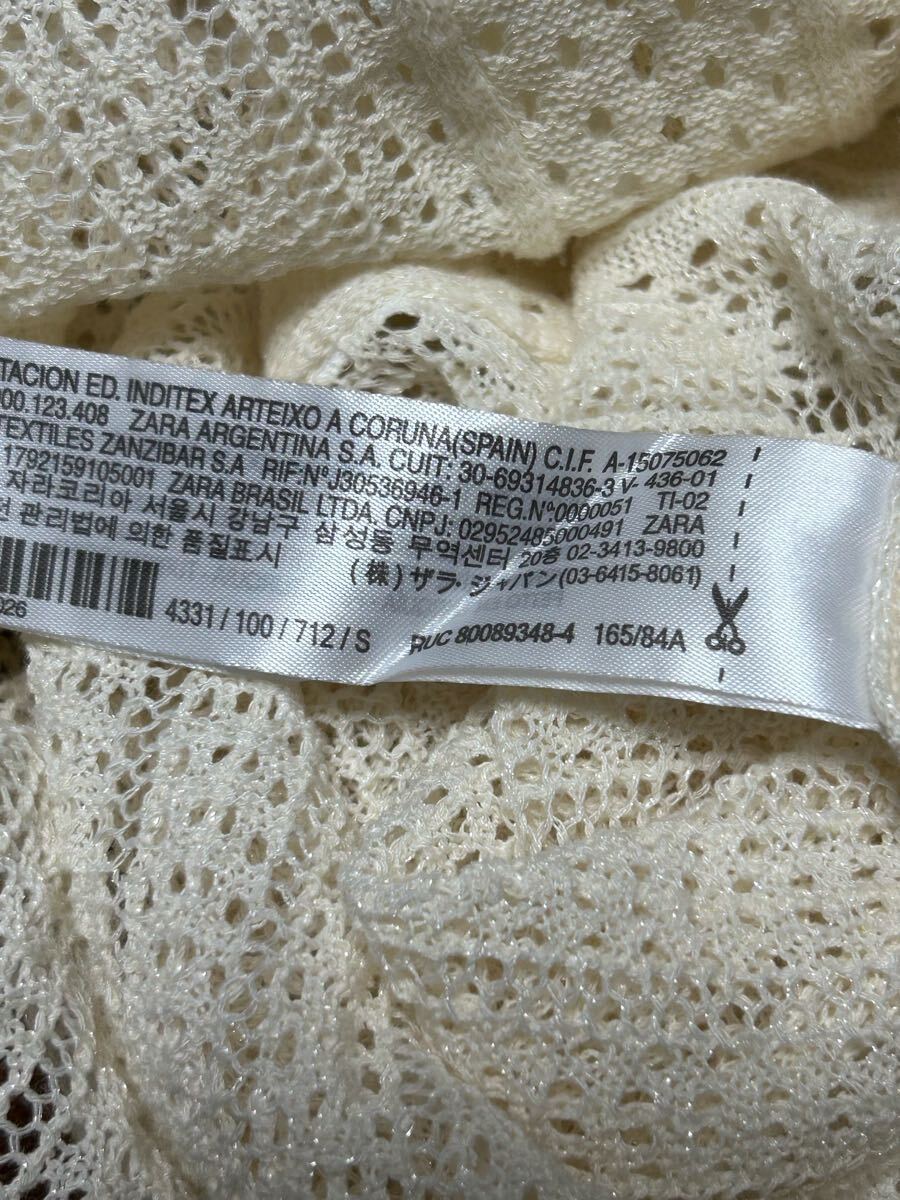 TACION ED. INDITEX ARTEIXO A CORUNA(SPAIN) C.I.F. A-15075062
000.123.408 ZARA ARGENTINA S.A. CUIT: 30-69314836-3 V- 436-01
TEXTILES ZANZIBAR S.A RIF:Nº J30536946-1 REG.Nº0000051 TI-02
1792159105001 ZARA BRASIL LTDA. CNPJ: 02952485000491 ZARA
자라코리아 서울시 강남구 삼성동 무역센터 20층 02-3413-9800
전 관리법에 의한 품질표시 (株) ザラ・ジャパン(03-6415-8061)
026 4331/100/712/S RUC 80089348-4 165/84A